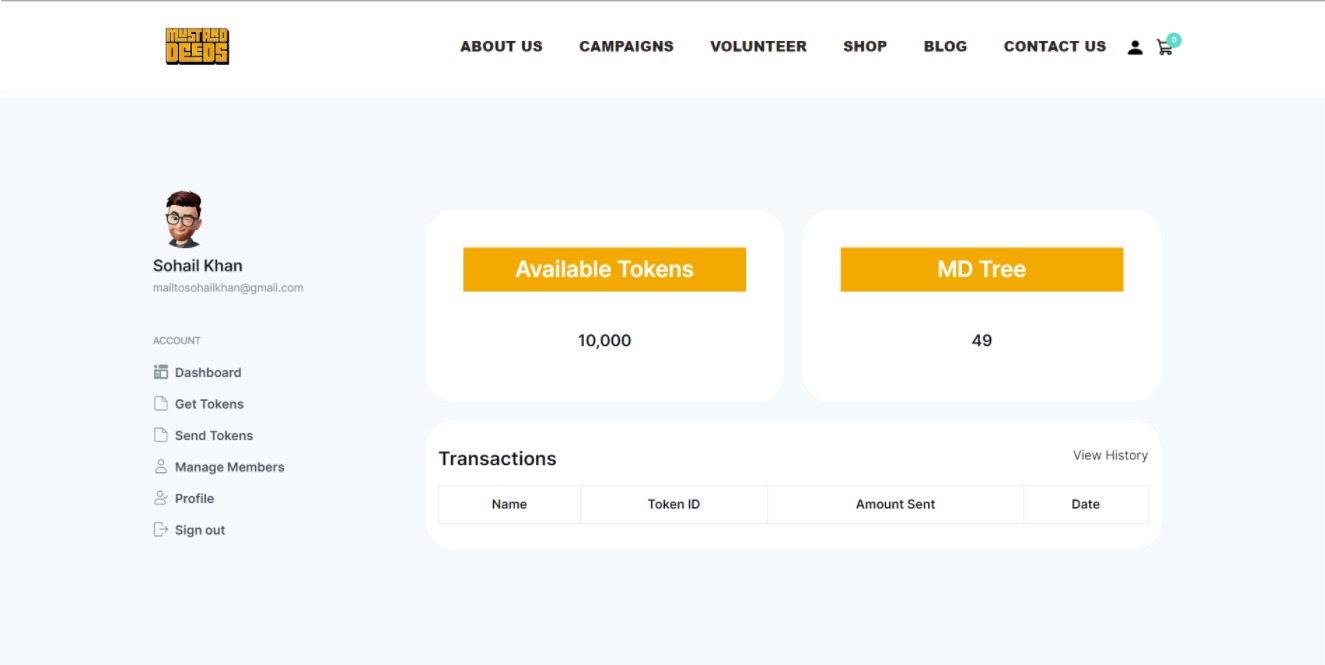 MUSTARD
DEEDS
ABOUT US
CAMPAIGNS
VOLUNTEER
SHOP
BLOG
CONTACT US
0
Sohail Khan
mailtosohailkhan@gmail.com
ACCOUNT
Dashboard
Get Tokens
Send Tokens
Manage Members
Profile
Sign out
Available Tokens
10,000
MD Tree
49
Transactions
View History
Name
Token ID
Amount Sent
Date